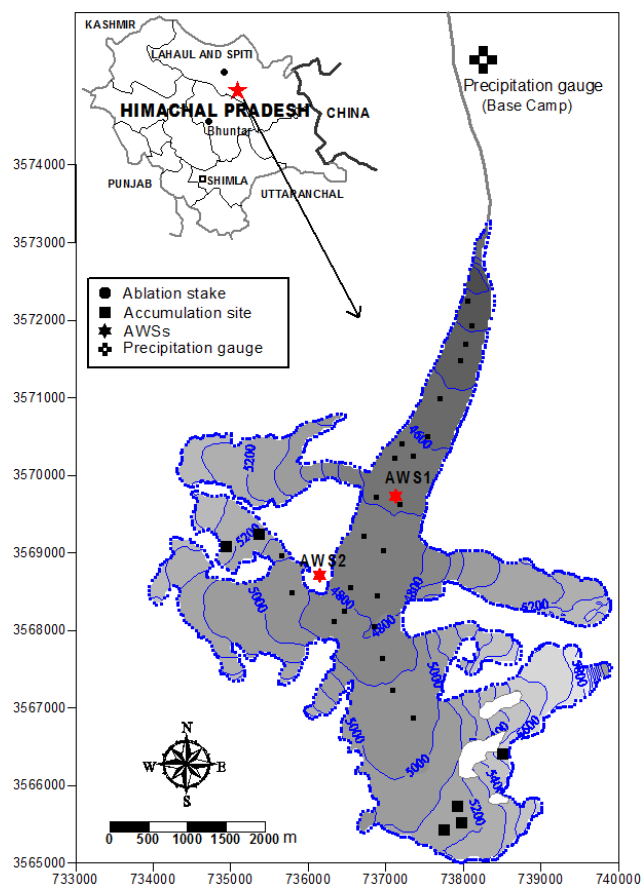 KASHMIR
LAHAUL AND SPITI
HIMACHAL PRADESH
CHINA
Bhuntar
PUNJAB
SHIMLA
UTTARANCHAL
Precipitation gauge
(Base Camp)
3574000
3573000
3572000
3571000
3570000
3569000
3568000
3567000
3566000
3565000
Ablation stake
Accumulation site
AWSs
Precipitation gauge
4600
5200
AWS1
5200
AWS2
5000
4800
4800
4800
5200
5000
5000
5000
5400
5200
N
W E
S
0 500 1000 2000 m
733000 734000 735000 736000 737000 738000 739000 740000